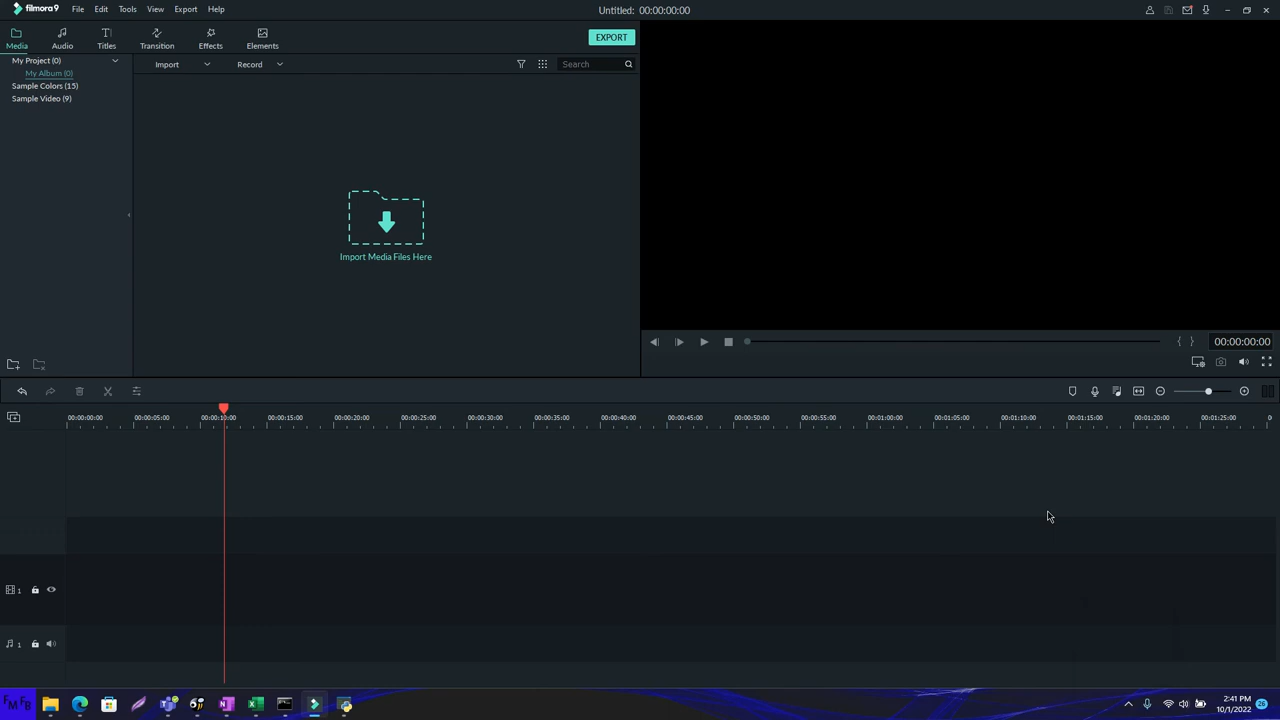 filmora 9 File Edit Tools View Export Help Untitled: 00:00:00:00
Media Audio Titles Transition Effects Elements EXPORT
My Project (0) Import Record Search
My Album (0)
Sample Colors (15)
Sample Video (9)
Import Media Files Here
00:00:00:00
00:00:00:00 00:00:05:00 00:00:10:00 00:00:15:00 00:00:20:00 00:00:25:00 00:00:30:00 00:00:35:00 00:00:40:00 00:00:45:00 00:00:50:00 00:00:55:00 00:01:00:00 00:01:05:00 00:01:10:00 00:01:15:00 00:01:20:00 00:01:25:00 0
1
1
2:41 PM
10/1/2022 26